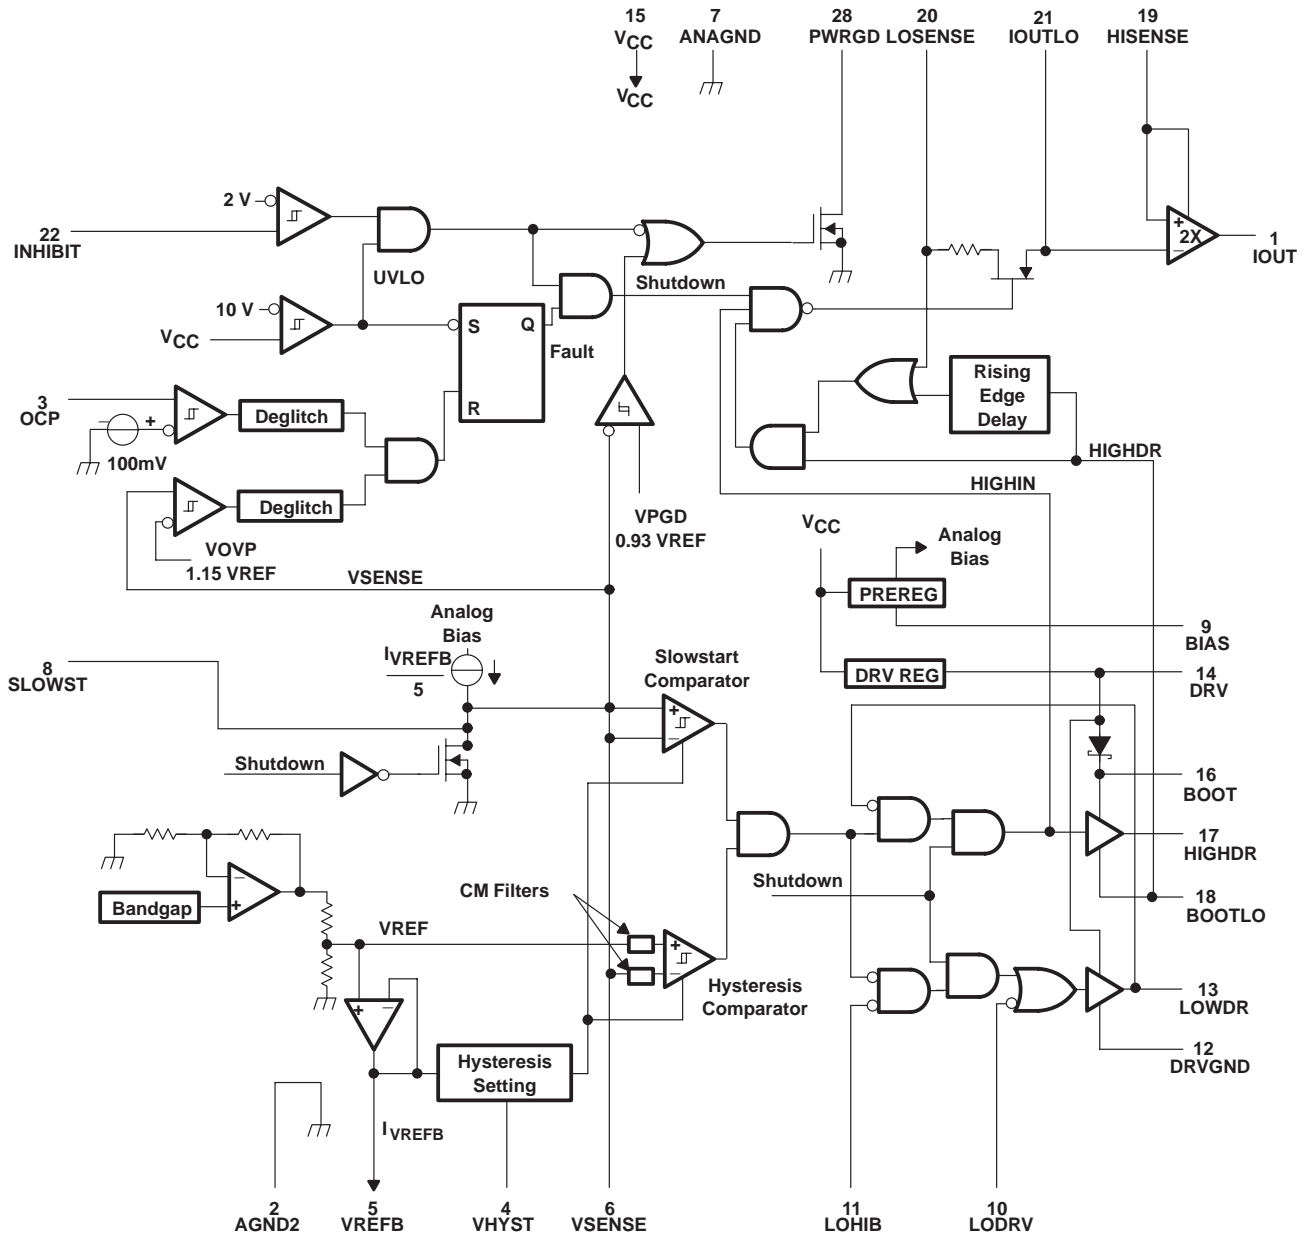 15
VCC
VCC
7
ANAGND
28
PWRGD
20
LOSENSE
21
IOUTLO
19
HISENSE
2 V
22
INHIBIT
UVLO
10 V
VCC
Shutdown
+
2X
−
1
IOUT
S
Q
R
Fault
3
OCP
−
+
100mV
Deglitch
Deglitch
VOVP
1.15 VREF
VPGD
0.93 VREF
Rising
Edge
Delay
HIGHDR
HIGHIN
VSENSE
VCC
Analog
Bias
PREREG
9
BIAS
DRV REG
14
DRV
8
SLOWST
Analog
Bias
IVREFB
5
Slowstart
Comparator
+
−
Shutdown
16
BOOT
17
HIGHDR
18
BOOTLO
Shutdown
Bandgap
−
+
CM Filters
VREF
+
−
Hysteresis
Comparator
+
−
Hysteresis
Setting
IVREFB
13
LOWDR
12
DRVGND
2
AGND2
5
VREFB
4
VHYST
6
VSENSE
11
LOHIB
10
LODRV